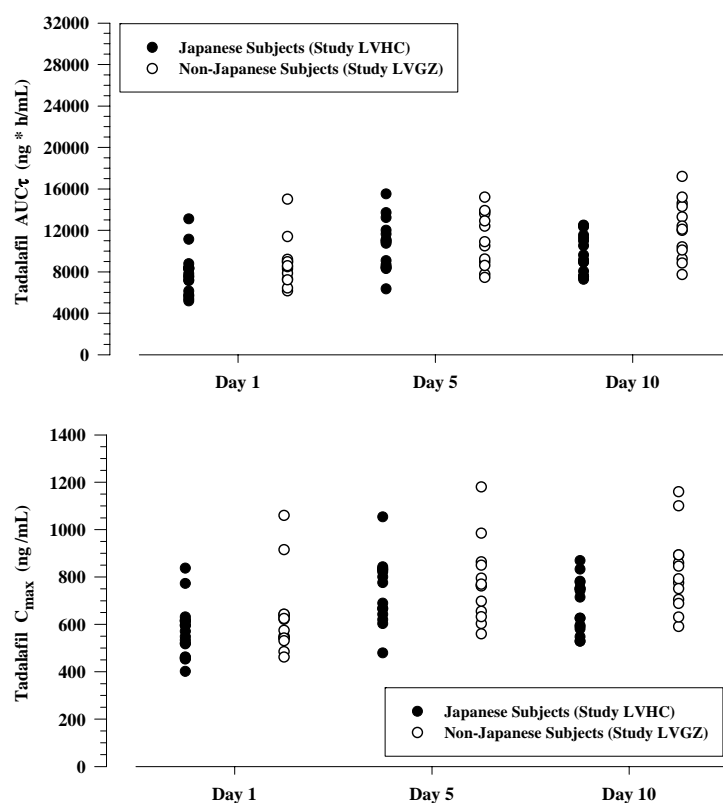 32000
28000
24000
20000
16000
12000
8000
4000
0
Tadalafil AUCτ (ng * h/mL)
Japanese Subjects (Study LVHC)
Non-Japanese Subjects (Study LVGZ)
Day 1 Day 5 Day 10
1400
1200
1000
800
600
400
200
0
Tadalafil Cmax (ng/mL)
Japanese Subjects (Study LVHC)
Non-Japanese Subjects (Study LVGZ)
Day 1 Day 5 Day 10